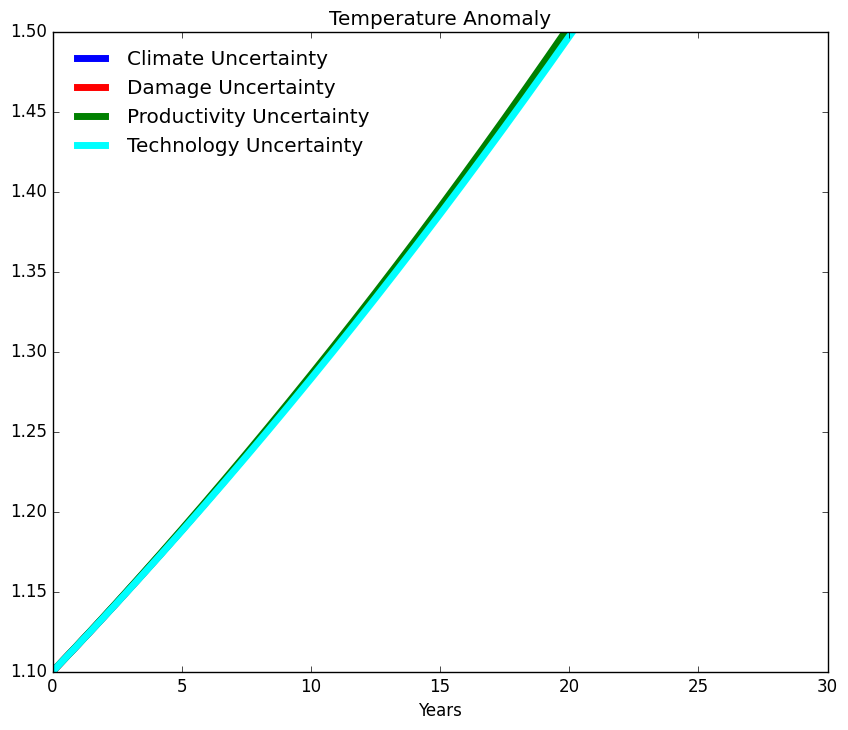 Temperature Anomaly
1.50
1.45
1.40
1.35
1.30
1.25
1.20
1.15
1.10
Climate Uncertainty
Damage Uncertainty
Productivity Uncertainty
Technology Uncertainty
0 5 10 15 20 25 30
Years